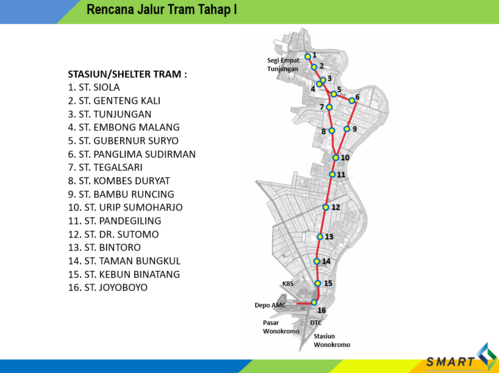 Rencana Jalur Tram Tahap I
STASIUN/SHELTER TRAM :
1. ST. SIOLA
2. ST. GENTENG KALI
3. ST. TUNJUNGAN
4. ST. EMBONG MALANG
5. ST. GUBERNUR SURYO
6. ST. PANGLIMA SUDIRMAN
7. ST. TEGALSARI
8. ST. KOMBES DURYAT
9. ST. BAMBU RUNCING
10. ST. URIP SUMOHARJO
11. ST. PANDEGILING
12. ST. DR. SUTOMO
13. ST. BINTORO
14. ST. TAMAN BUNGKUL
15. ST. KEBUN BINATANG
16. ST. JOYOBOYO
Segi Empat
Tunjungan
1
2
3
4
5
6
7
8
9
10
11
12
13
14
KBS
15
Depo AMC
16
Pasar
Wonokromo
DTC
Stasiun
Wonokromo
SMART